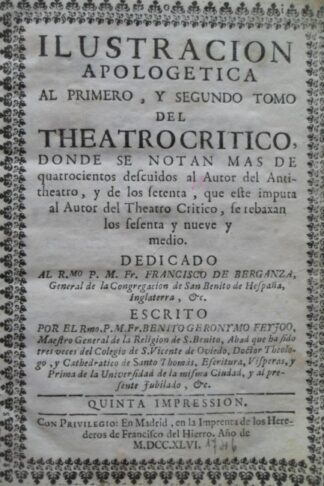 ILUSTRACION
APOLOGETICA
AL PRIMERO, Y SEGUNDO TOMO
DEL
THEATRO CRITICO,
DONDE SE NOTAN MAS DE
quatrocientos descuidos al Autor del Anti-
theatro, y de los setenta, que este imputa
al Autor del Theatro Critico, se rebaxan
los sesenta y nueve y
medio.
DEDICADO
AL R.MO P. M. Fr. FRANCISCO DE BERGANZA,
General de la Congregacion de San Benito de Hespaña,
Inglaterra, &c.
ESCRITO
POR EL Rmo. P. M. Fr. BENITO GERONYMO FEYJOO,
Maestro General de la Religion de S. Benito, Abad que ha sido
tres veces del Colegio de S. Vicente de Oviedo, Doctor Theolo-
go, y Cathedratico de Santo Thomàs, Escritura, Visperas, y
Prima de la Universidad de la misma Ciudad, y al pre-
sente Jubilado, &c.
QUINTA IMPRESSION.
CON PRIVILEGIO: En Madrid, en la Imprenta de los Here-
deros de Francisco del Hierro. Año de
M.DCC.XLVI. 1746